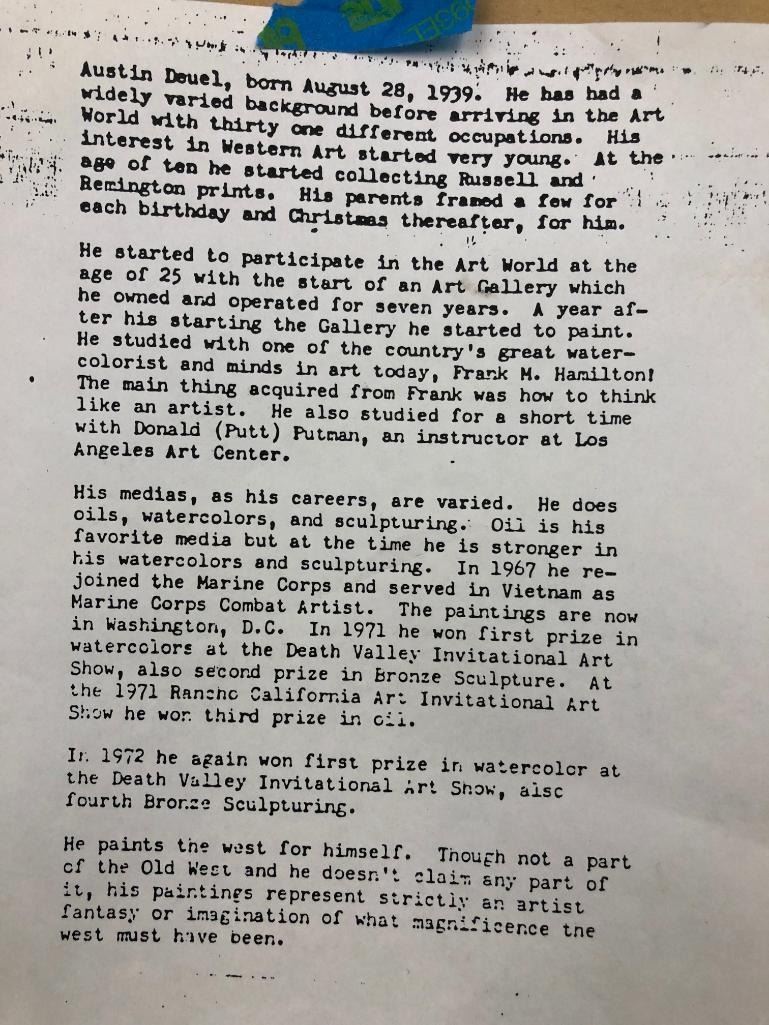 Austin Deuel, born August 28, 1939. He has had a
widely varied background before arriving in the Art
World with thirty one different occupations. His
interest in Western Art started very young. At the
age of ten he started collecting Russell and
Remington prints. His parents framed a few for
each birthday and Christmas thereafter, for him.
He started to participate in the Art World at the
age of 25 with the start of an Art Gallery which
he owned and operated for seven years. A year af-
ter his starting the Gallery he started to paint.
He studied with one of the country's great water-
colorist and minds in art today, Frank M. Hamilton!
The main thing acquired from Frank was how to think
like an artist. He also studied for a short time
with Donald (Putt) Putman, an instructor at Los
Angeles Art Center.
His medias, as his careers, are varied. He does
oils, watercolors, and sculpturing. Oil is his
favorite media but at the time he is stronger in
his watercolors and sculpturing. In 1967 he re-
joined the Marine Corps and served in Vietnam as
Marine Corps Combat Artist. The paintings are now
in Washington, D.C. In 1971 he won first prize in
watercolors at the Death Valley Invitational Art
Show, also second prize in Bronze Sculpture. At
the 1971 Rancho California Art Invitational Art
Show he won third prize in oil.
In 1972 he again won first prize in watercolor at
the Death Valley Invitational Art Show, also
fourth Bronze Sculpturing.
He paints the west for himself. Though not a part
of the Old West and he doesn't claim any part of
it, his paintings represent strictly an artist
fantasy or imagination of what magnificence the
west must have been.